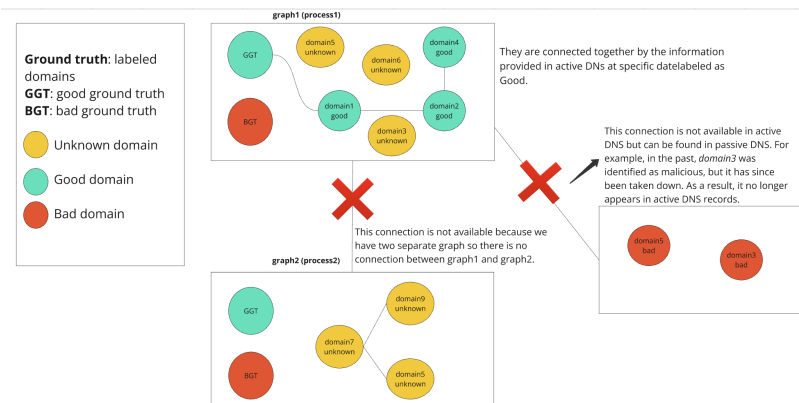 graph1 (process1)
Ground truth: labeled
domains
GGT: good ground truth
BGT: bad ground truth
Unknown domain
Good domain
Bad domain
GGT
BGT
domain5
unknown
domain6
unknown
domain4
good
domain1
good
domain2
good
domain3
unknown
They are connected together by the information
provided in active DNs at specific datelabeled as
Good.
This connection is not available in active
DNS but can be found in passive DNS. For
example, in the past, domain3 was
identified as malicious, but it has since
been taken down. As a result, it no longer
appears in active DNS records.
domain5
bad
domain3
bad
This connection is not available because we
have two separate graph so there is no
connection between graph1 and graph2.
graph2 (process2)
GGT
BGT
domain9
unknown
domain7
unknown
domain5
unknown